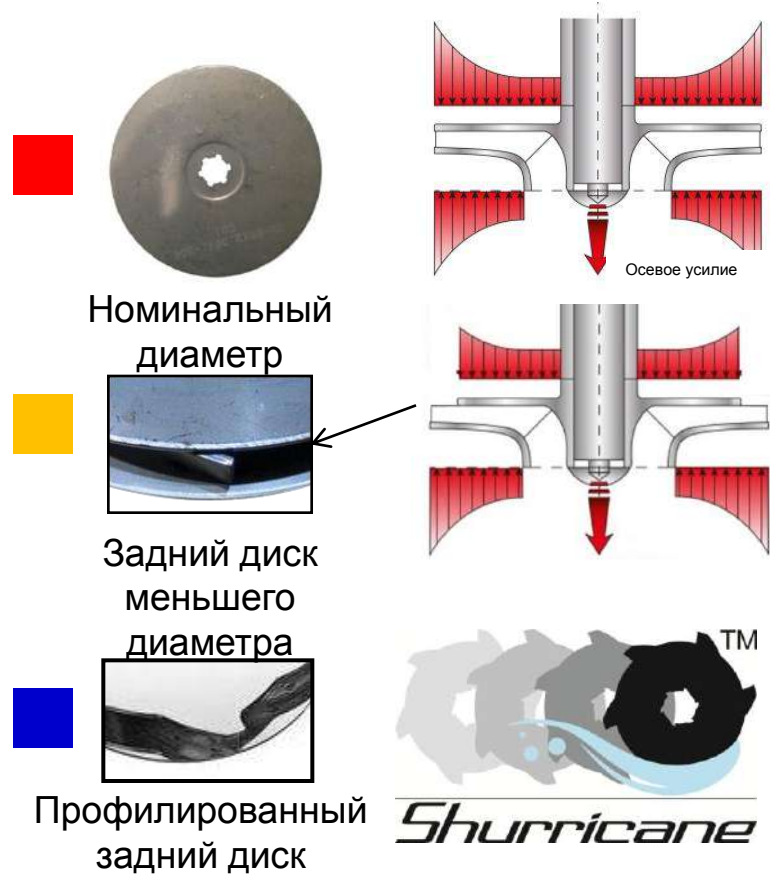 Осевое усилие
Номинальный
диаметр
Задний диск
меньшего
диаметра
TM
Shurricane
Профилированный
задний диск